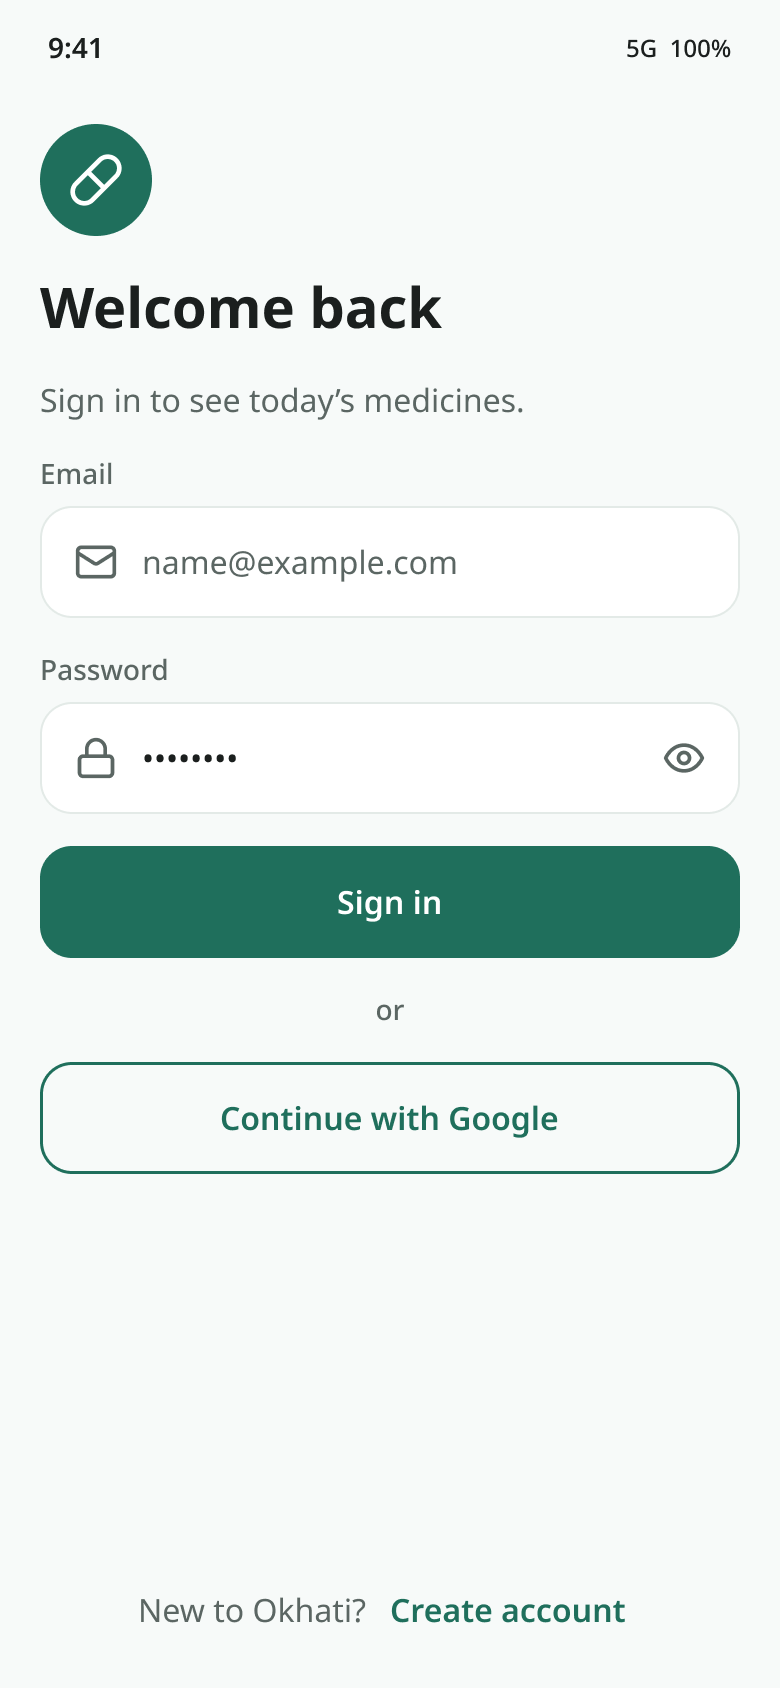 9:41
5G 100%
Welcome back
Sign in to see today’s medicines.
Email
name@example.com
Password
••••••••
Sign in
or
Continue with Google
New to Okhati? Create account